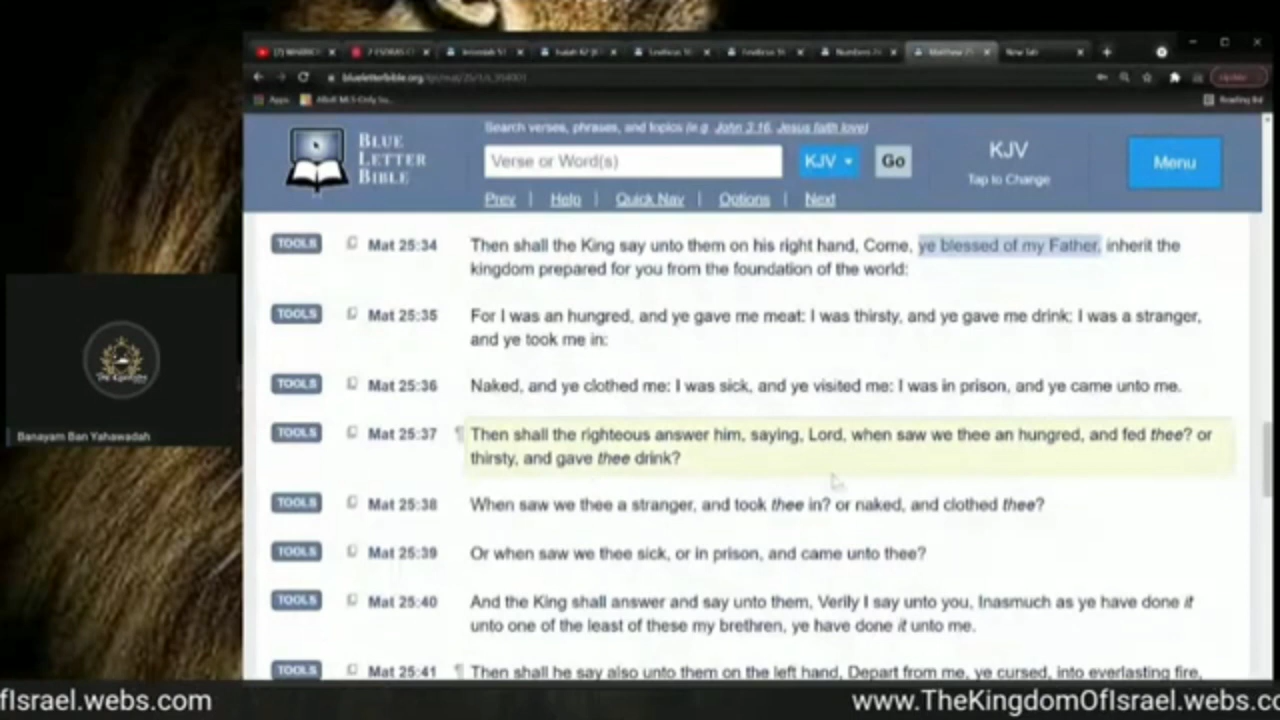 New Tab
blueletterbible.org
Apps
Update
BLUE
LETTER
BIBLE
Search verses, phrases, and topics (e.g. John 3:16, Jesus faith love)
Verse or Word(s)
KJV
Go
KJV
Tap to Change
Menu
Prev | Help | Quick Nav | Options | Next
TOOLS Mat 25:34 Then shall the King say unto them on his right hand, Come, ye blessed of my Father, inherit the
kingdom prepared for you from the foundation of the world:
TOOLS Mat 25:35 For I was an hungred, and ye gave me meat: I was thirsty, and ye gave me drink: I was a stranger,
and ye took me in:
TOOLS Mat 25:36 Naked, and ye clothed me: I was sick, and ye visited me: I was in prison, and ye came unto me.
TOOLS Mat 25:37 ¶ Then shall the righteous answer him, saying, Lord, when saw we thee an hungred, and fed thee? or
thirsty, and gave thee drink?
TOOLS Mat 25:38 When saw we thee a stranger, and took thee in? or naked, and clothed thee?
TOOLS Mat 25:39 Or when saw we thee sick, or in prison, and came unto thee?
TOOLS Mat 25:40 And the King shall answer and say unto them, Verily I say unto you, Inasmuch as ye have done it
unto one of the least of these my brethren, ye have done it unto me.
TOOLS Mat 25:41 ¶ Then shall he say also unto them on the left hand, Depart from me, ye cursed, into everlasting fire,
Banayam Ban Yahawadah
fIsrael.webs.com
www.TheKingdomOfIsrael.webs.co